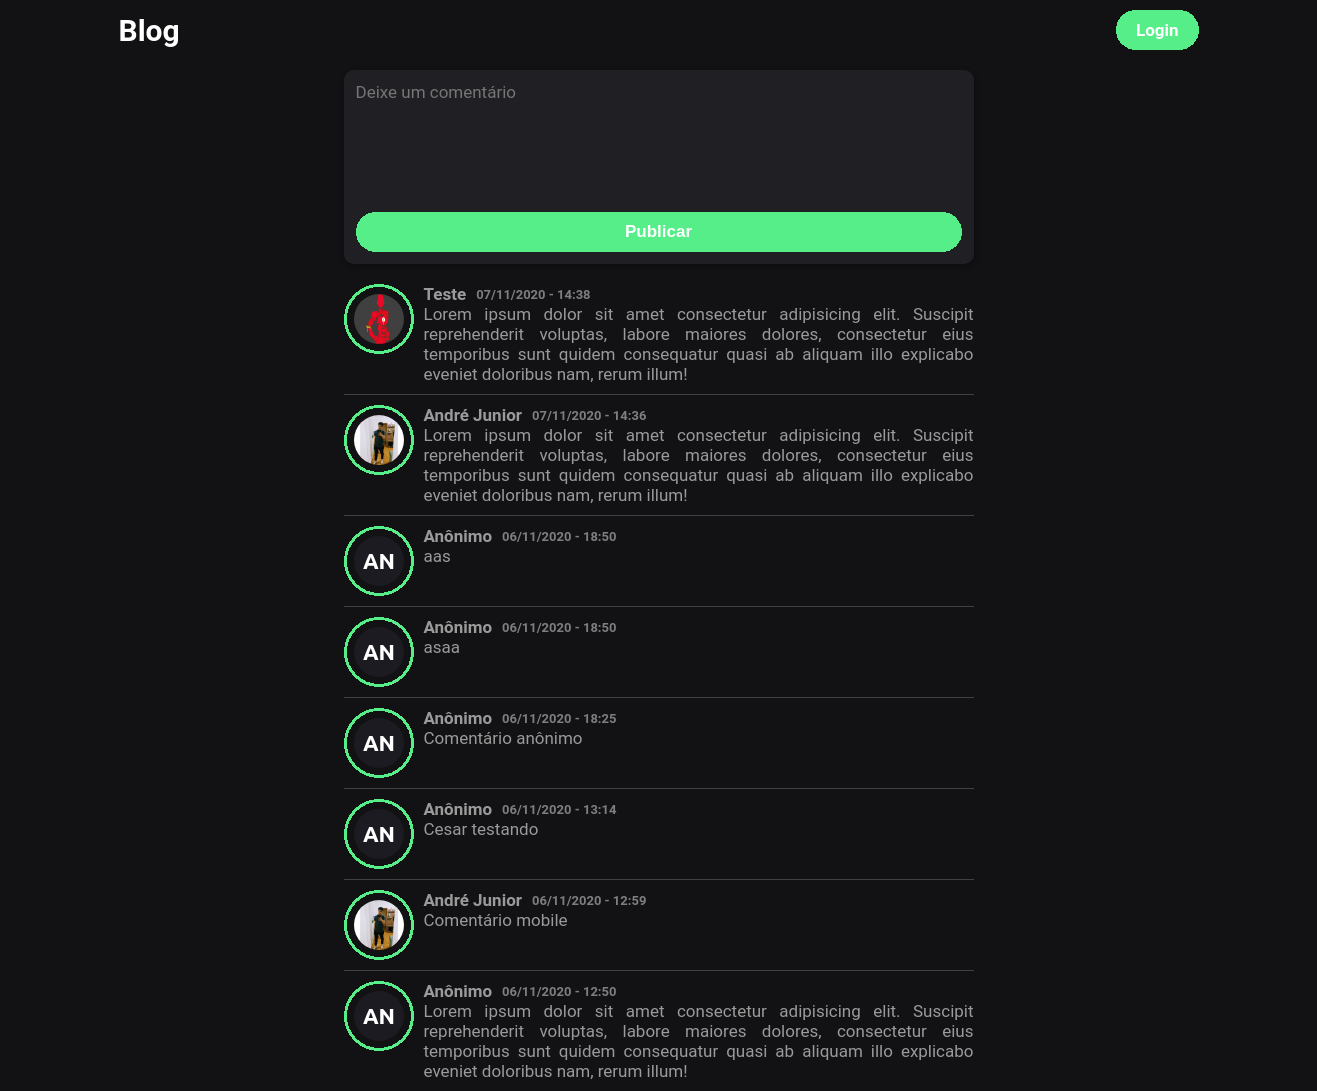 Blog
Login
Deixe um comentário
Publicar
Teste 07/11/2020 - 14:38
Lorem ipsum dolor sit amet consectetur adipisicing elit. Suscipit
reprehenderit voluptas, labore maiores dolores, consectetur eius
temporibus sunt quidem consequatur quasi ab aliquam illo explicabo
eveniet doloribus nam, rerum illum!
André Junior 07/11/2020 - 14:36
Lorem ipsum dolor sit amet consectetur adipisicing elit. Suscipit
reprehenderit voluptas, labore maiores dolores, consectetur eius
temporibus sunt quidem consequatur quasi ab aliquam illo explicabo
eveniet doloribus nam, rerum illum!
AN
Anônimo 06/11/2020 - 18:50
aas
AN
Anônimo 06/11/2020 - 18:50
asaa
AN
Anônimo 06/11/2020 - 18:25
Comentário anônimo
AN
Anônimo 06/11/2020 - 13:14
Cesar testando
André Junior 06/11/2020 - 12:59
Comentário mobile
AN
Anônimo 06/11/2020 - 12:50
Lorem ipsum dolor sit amet consectetur adipisicing elit. Suscipit
reprehenderit voluptas, labore maiores dolores, consectetur eius
temporibus sunt quidem consequatur quasi ab aliquam illo explicabo
eveniet doloribus nam, rerum illum!